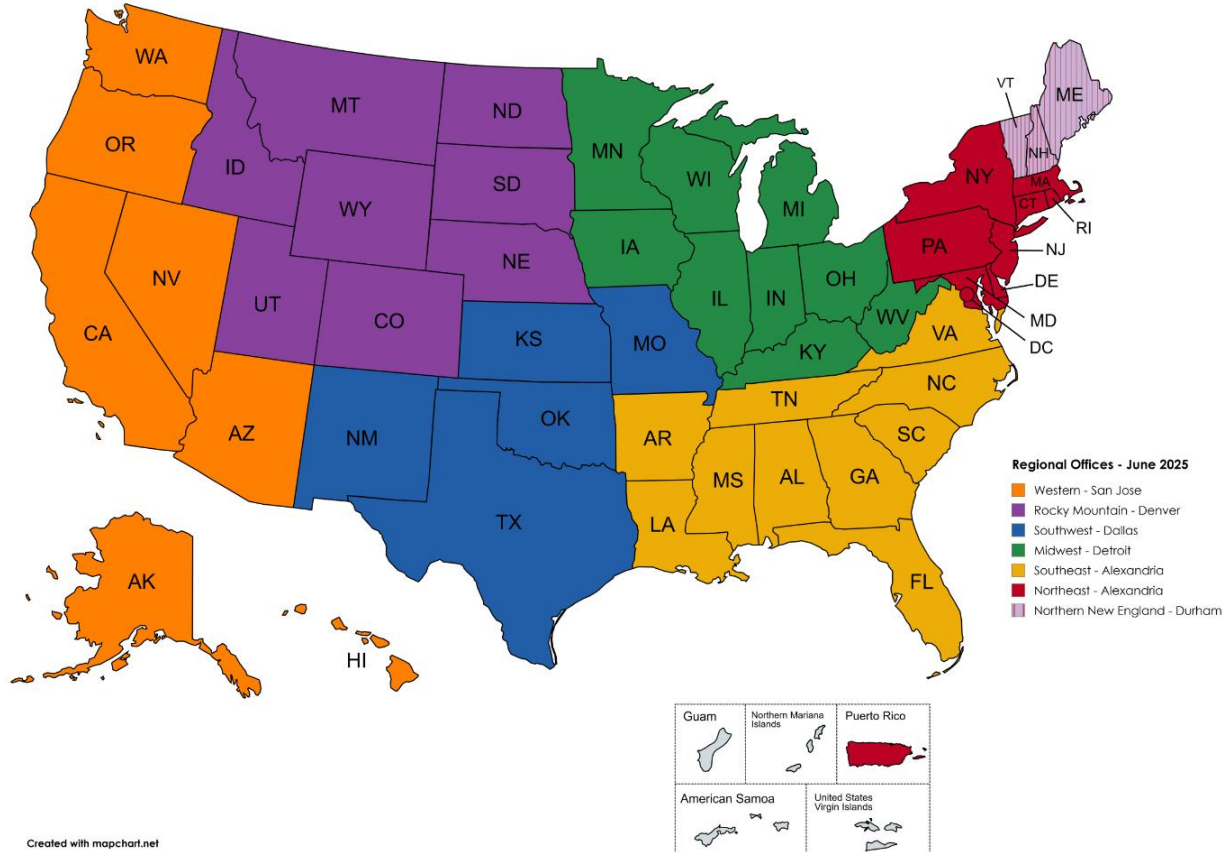 WA
OR
CA
NV
AZ
ID
MT
WY
UT
CO
ND
SD
NE
KS
MO
OK
NM
TX
MN
WI
MI
IA
IL
IN
OH
KY
WV
VA
NC
TN
SC
AR
MS
AL
GA
LA
FL
VT
ME
NH
NY
MA
CT
RI
PA
NJ
DE
MD
DC
AK
HI
Regional Offices - June 2025
Western - San Jose
Rocky Mountain - Denver
Southwest - Dallas
Midwest - Detroit
Southeast - Alexandria
Northeast - Alexandria
Northern New England - Durham
Guam
Northern Mariana
Islands
Puerto Rico
American Samoa
United States
Virgin Islands
Created with mapchart.net